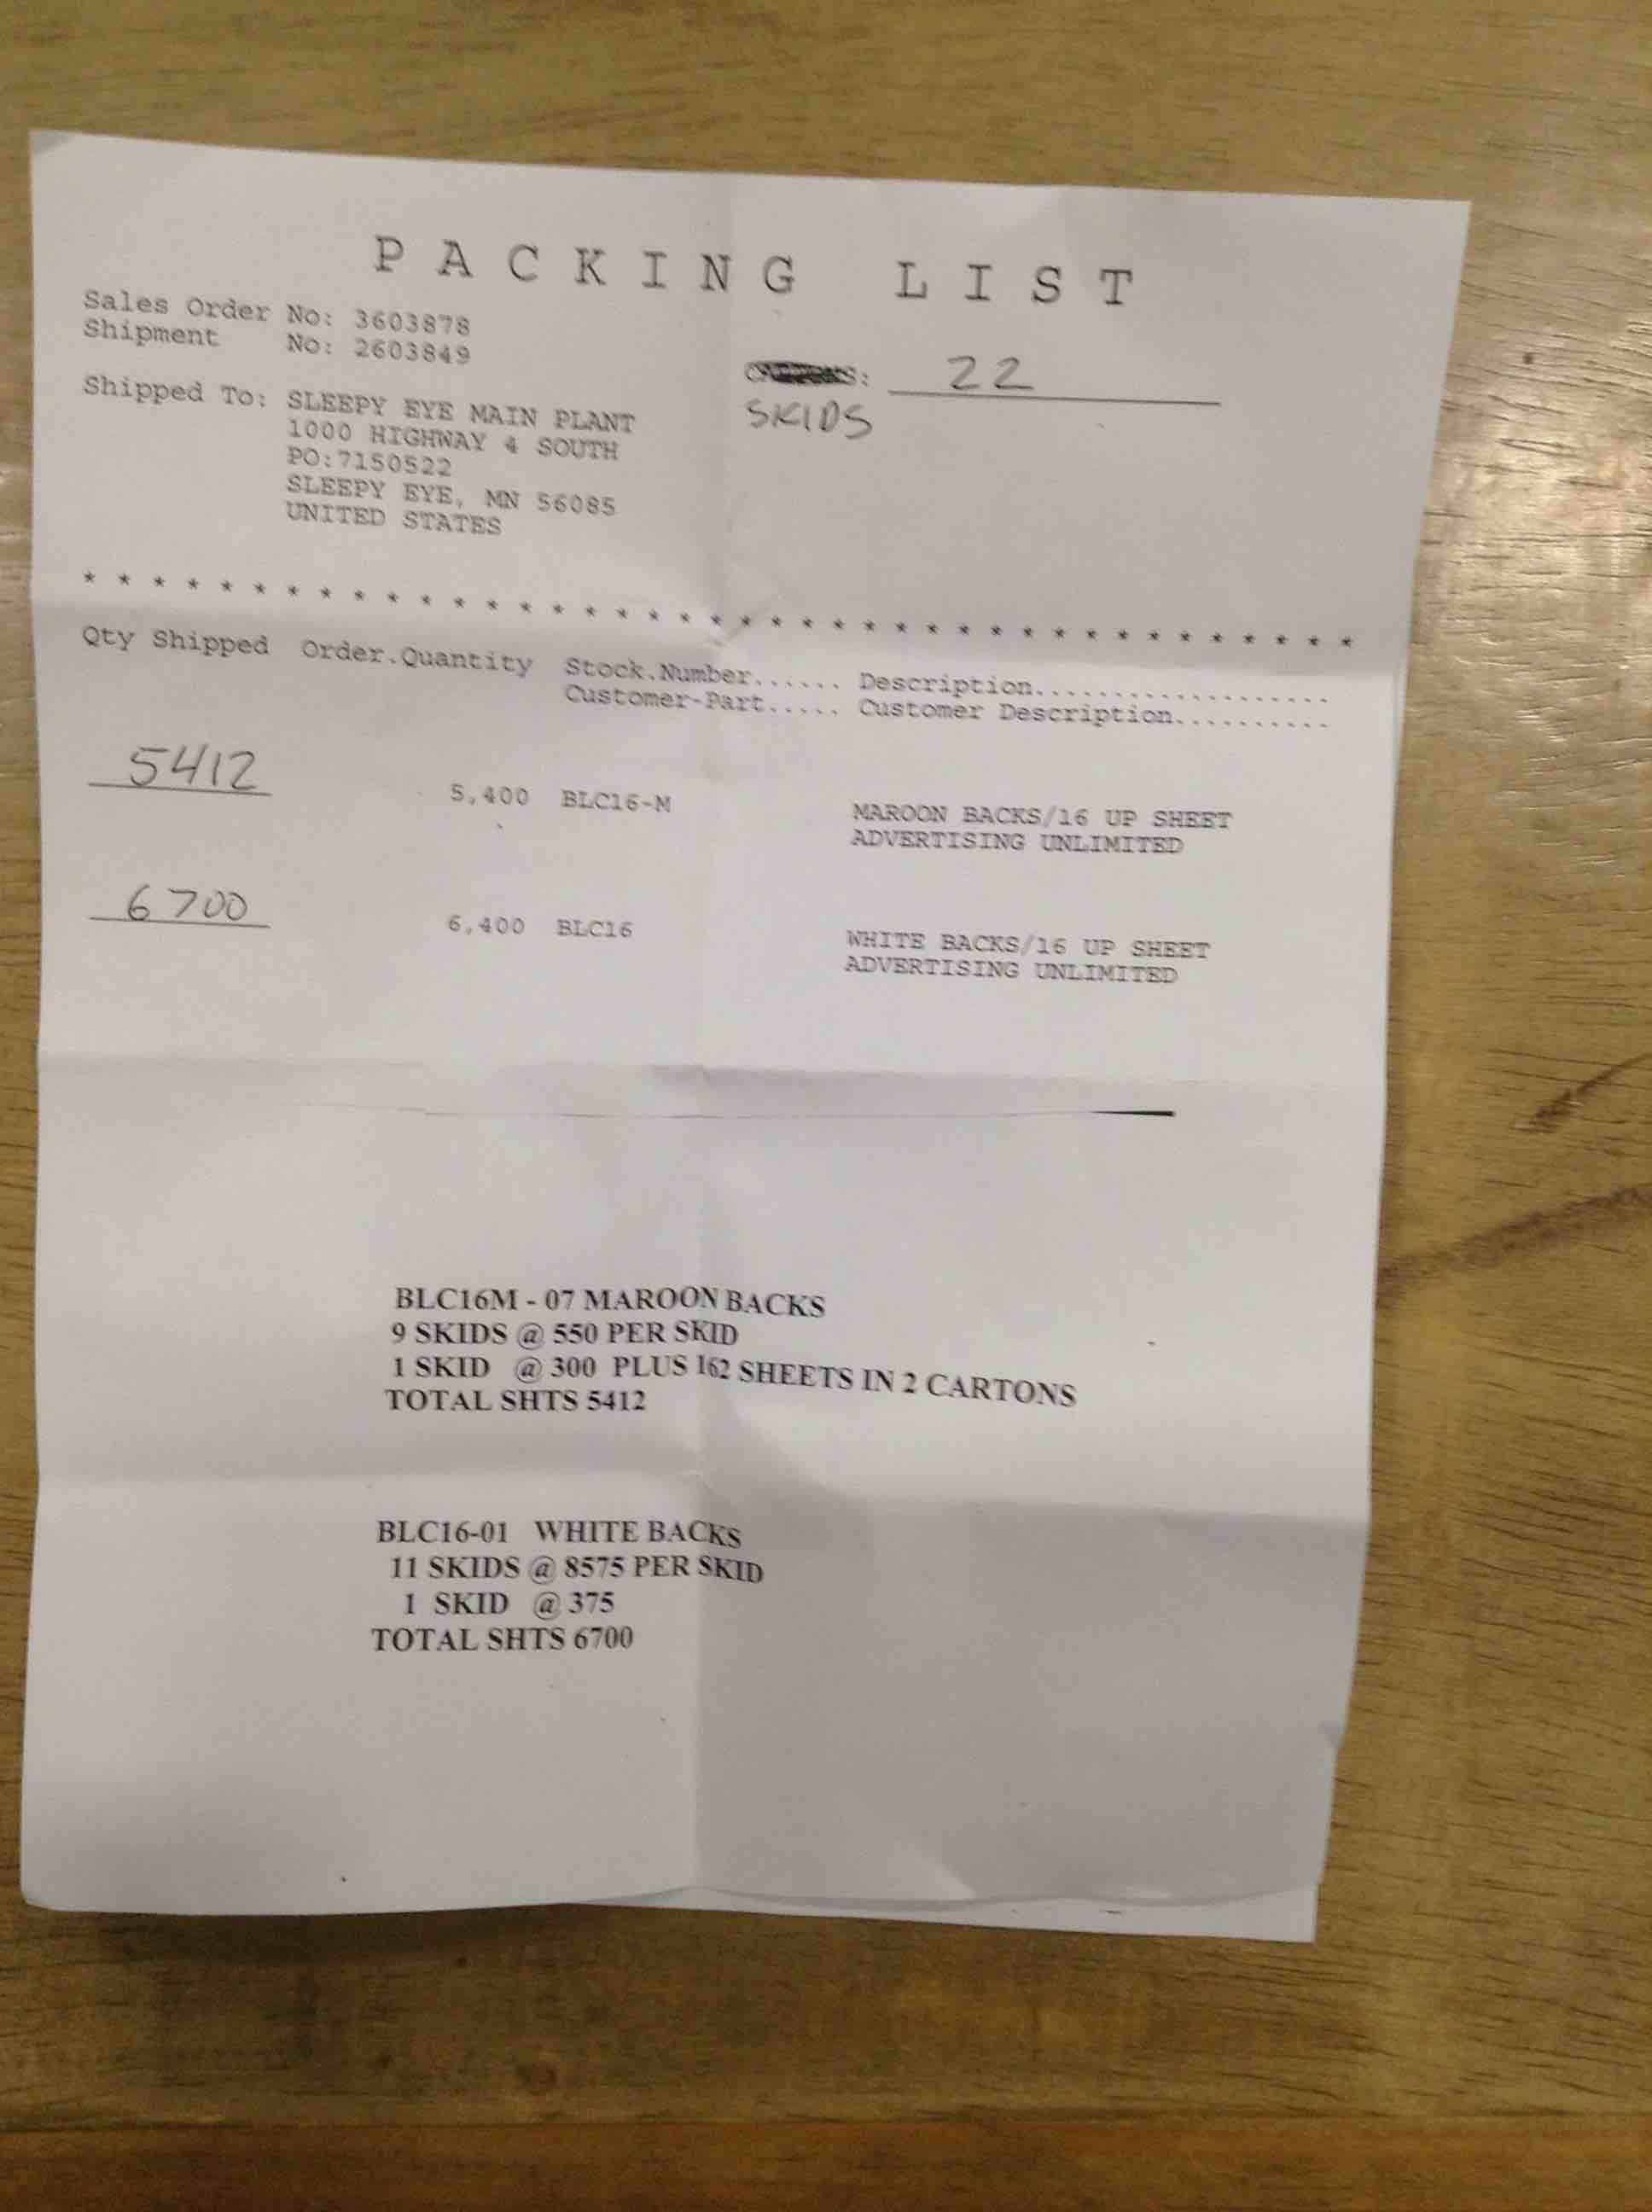 PACKING LIST
Sales Order No: 3603878
Shipment No: 2603849
22
SKIDS
Shipped To: SLEEPY EYE MAIN PLANT
1000 HIGHWAY 4 SOUTH
PO:7150522
SLEEPY EYE, MN 56085
UNITED STATES
* * * * * * * * * * * * * * * * * * * * * * * * * * * * * * * * * * * * * * *
Qty Shipped Order.Quantity Stock.Number...... Description...................
Customer-Part..... Customer Description..........
5412 5,400 BLC16-M MAROON BACKS/16 UP SHEET
ADVERTISING UNLIMITED
6700 6,400 BLC16 WHITE BACKS/16 UP SHEET
ADVERTISING UNLIMITED
BLC16M - 07 MAROON BACKS
9 SKIDS @ 550 PER SKID
1 SKID @ 300 PLUS 162 SHEETS IN 2 CARTONS
TOTAL SHTS 5412
BLC16-01 WHITE BACKS
11 SKIDS @ 8575 PER SKID
1 SKID @ 375
TOTAL SHTS 6700